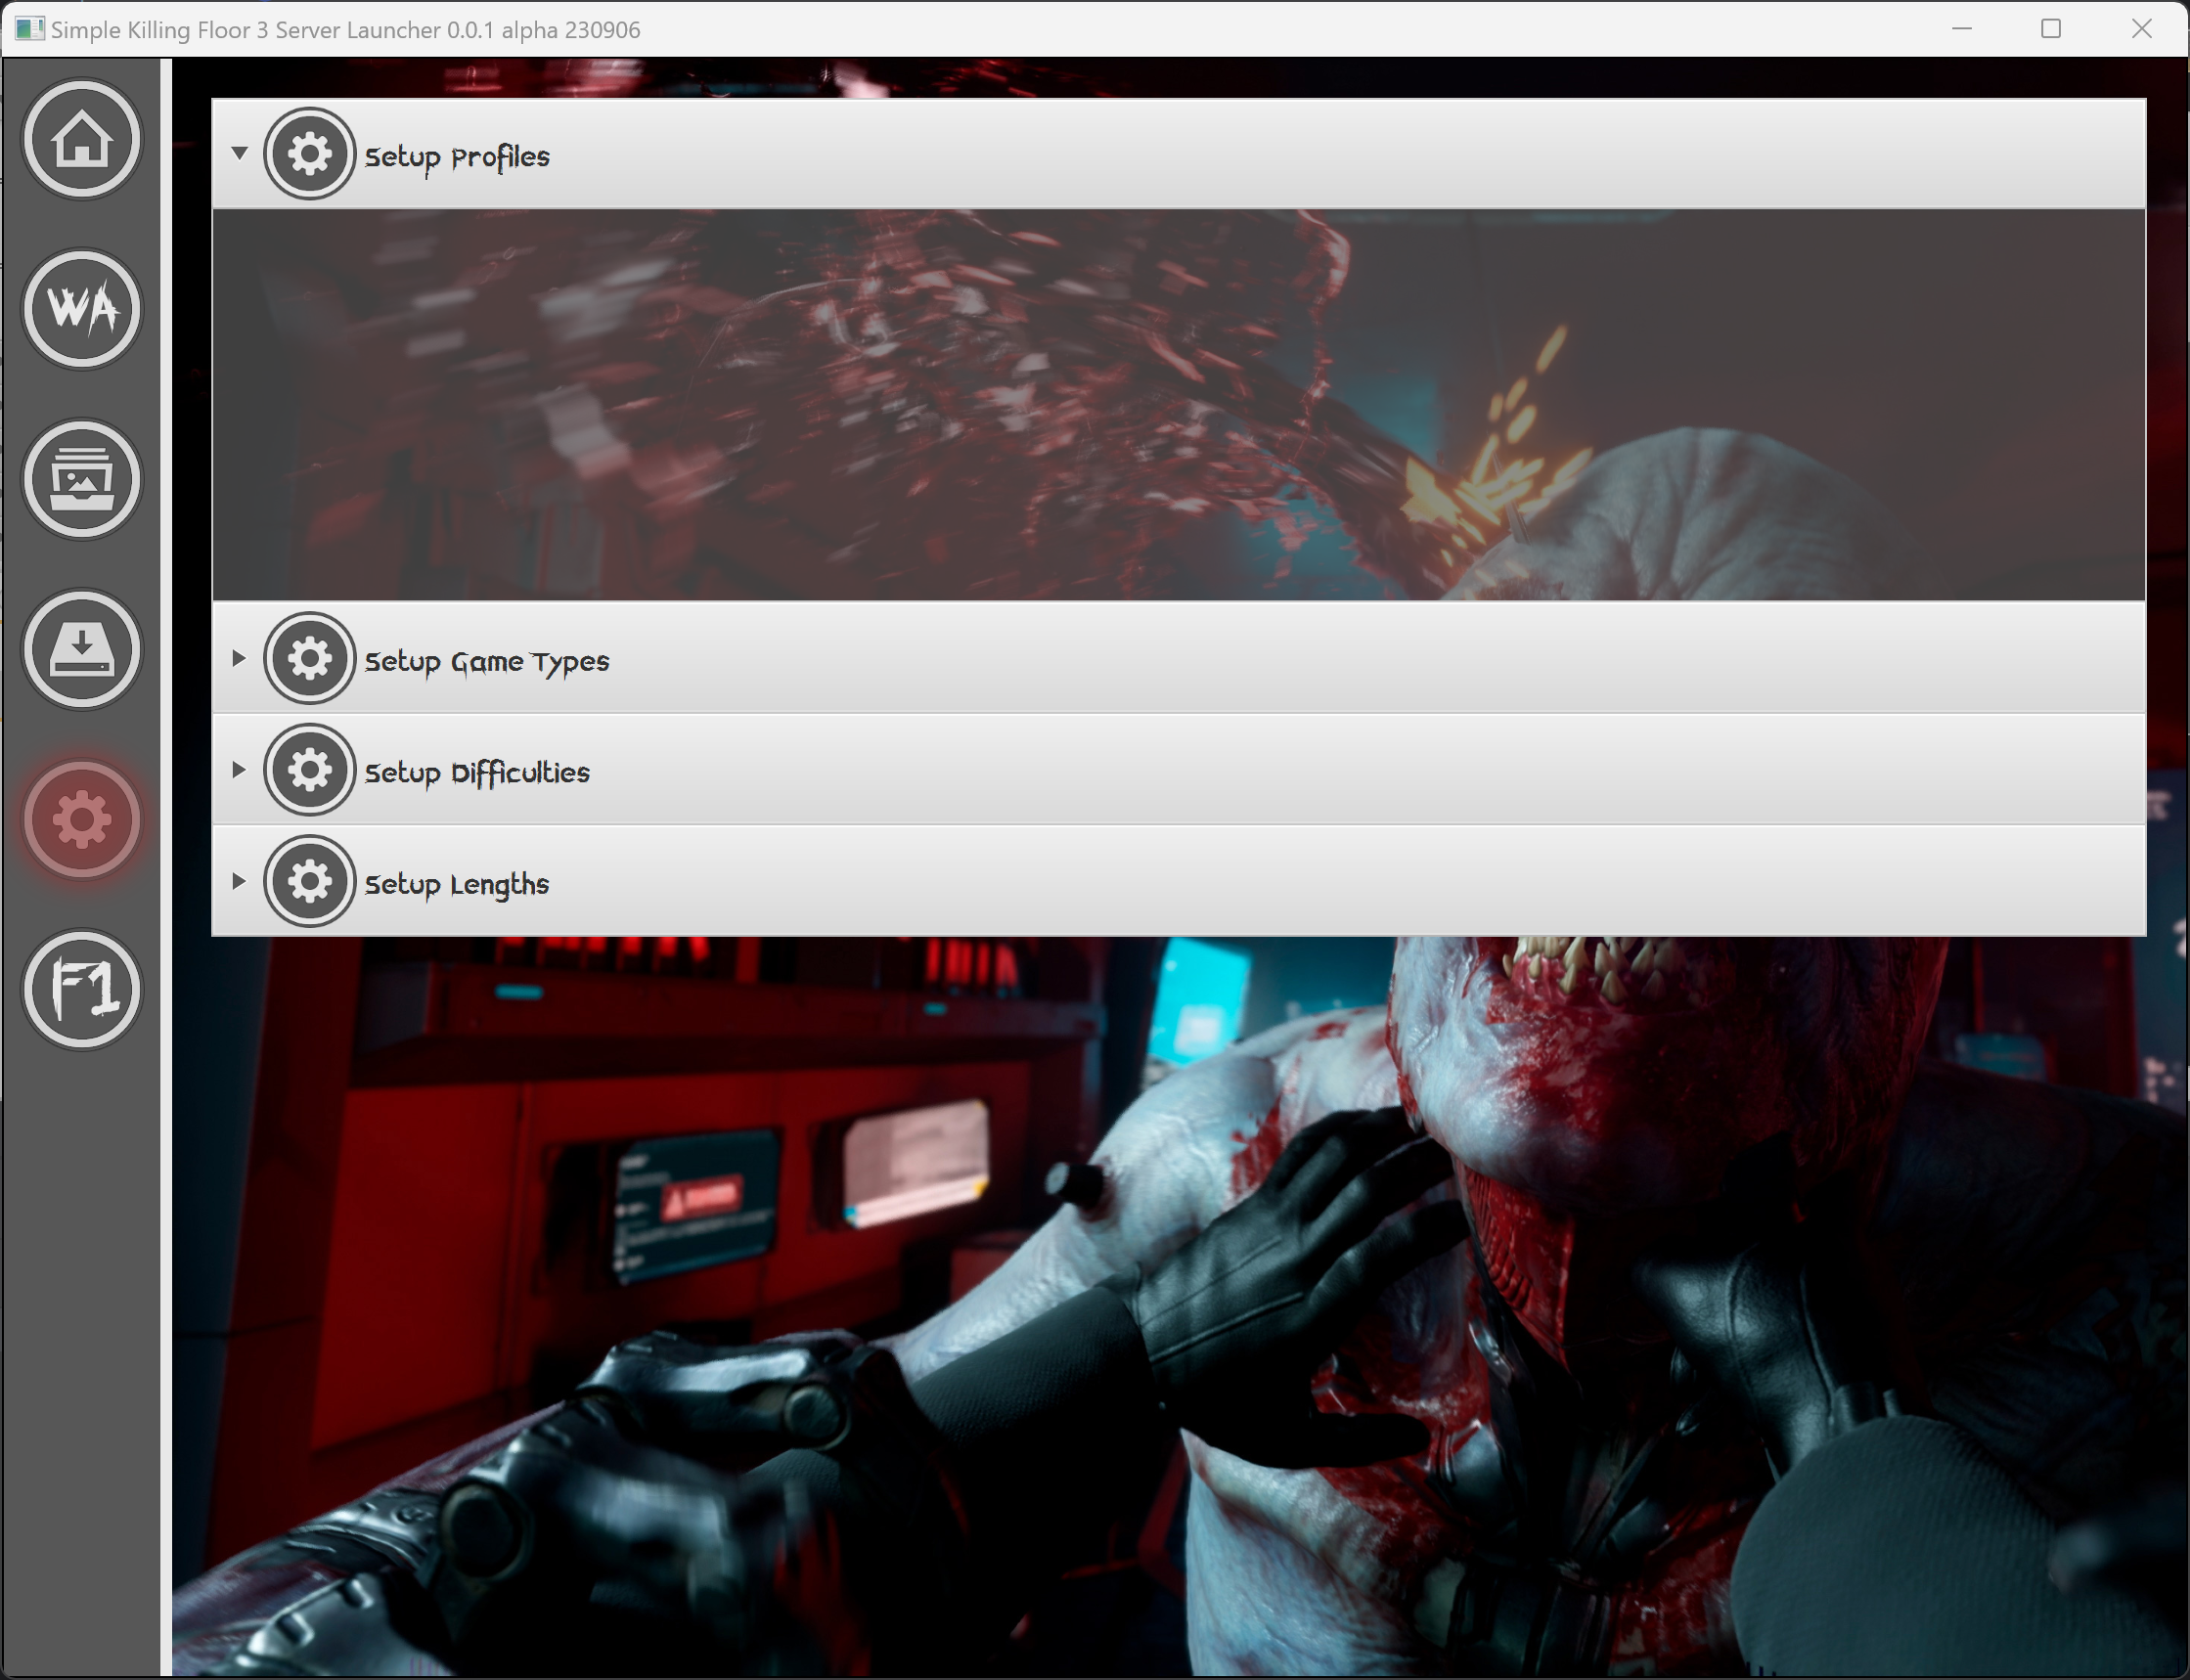 Simple Killing Floor 3 Server Launcher 0.0.1 alpha 230906
Setup Profiles
WA
Setup Game Types
Setup Difficulties
Setup Lengths
F1